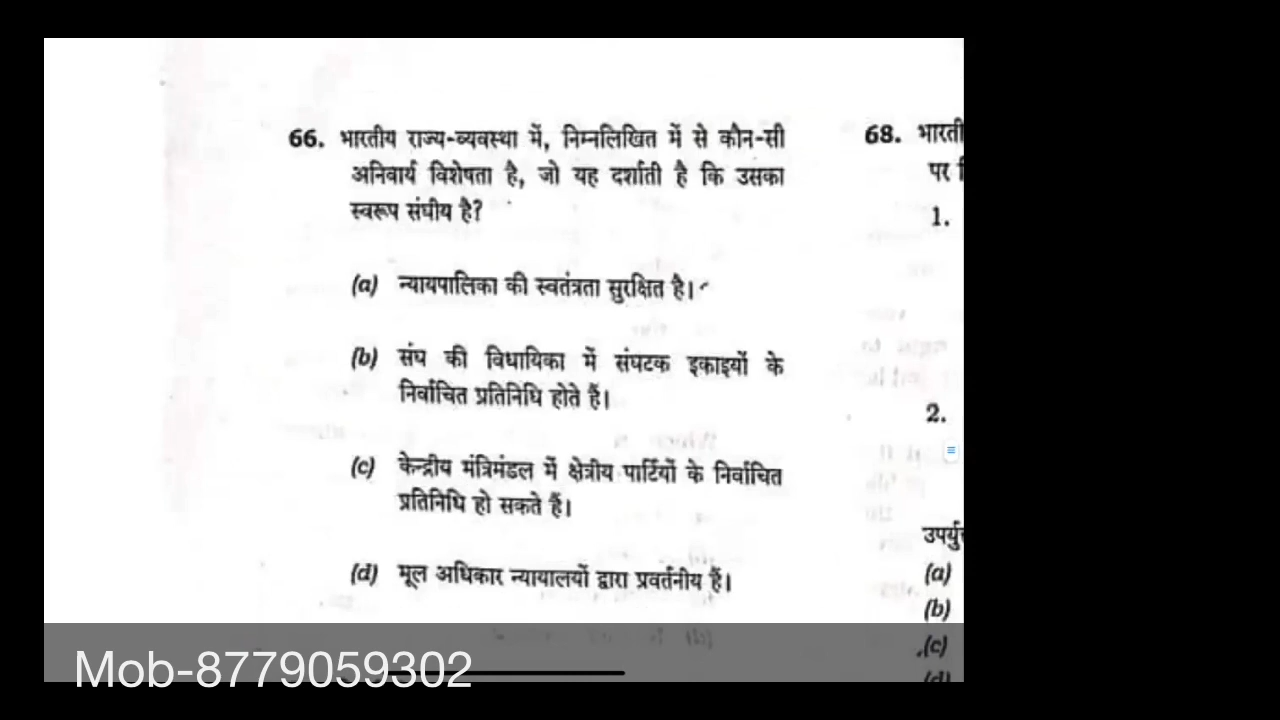 66. भारतीय राज्य-व्यवस्था में, निम्नलिखित में से कौन-सी
अनिवार्य विशेषता है, जो यह दर्शाती है कि उसका
स्वरूप संघीय है?
(a) न्यायपालिका की स्वतंत्रता सुरक्षित है।
(b) संघ की विधायिका में संघटक इकाइयों के
निर्वाचित प्रतिनिधि होते हैं।
(c) केन्द्रीय मंत्रिमंडल में क्षेत्रीय पार्टियों के निर्वाचित
प्रतिनिधि हो सकते हैं।
(d) मूल अधिकार न्यायालयों द्वारा प्रवर्तनीय हैं।
68. भारती
पर
1.
2.
(a)
(b)
(c)
(d)
Mob-8779059302